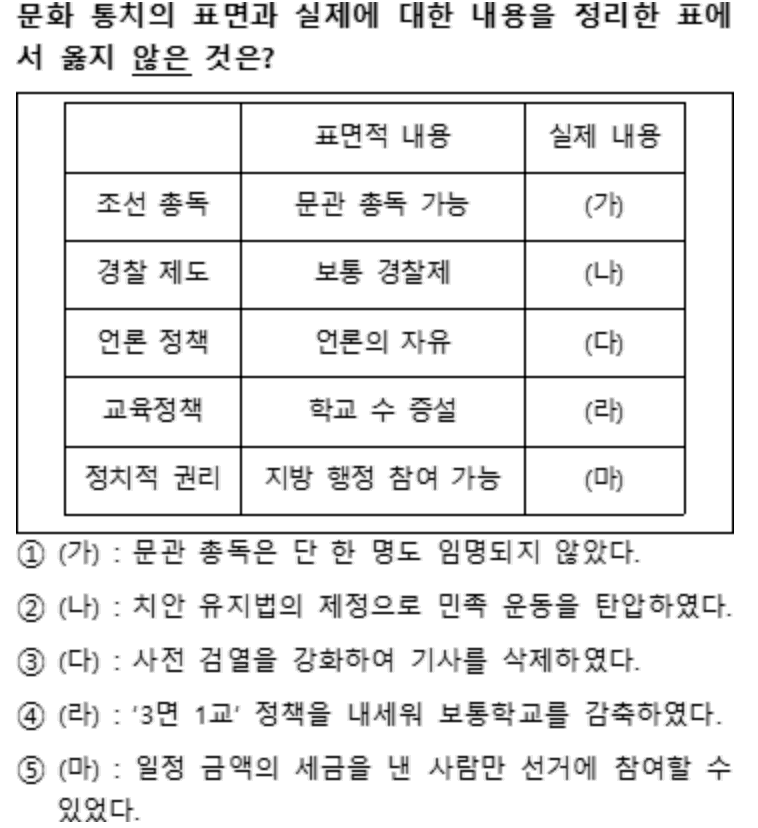 문화 통치의 표면과 실제에 대한 내용을 정리한 표에
서 옳지 않은 것은?
표면적 내용 실제 내용
조선 총독 문관 총독 가능 (가)
경찰 제도 보통 경찰제 (나)
언론 정책 언론의 자유 (다)
교육정책 학교 수 증설 (라)
정치적 권리 지방 행정 참여 가능 (마)
① (가) : 문관 총독은 단 한 명도 임명되지 않았다.
② (나) : 치안 유지법의 제정으로 민족 운동을 탄압하였다.
③ (다) : 사전 검열을 강화하여 기사를 삭제하였다.
④ (라) : '3면 1교' 정책을 내세워 보통학교를 감축하였다.
⑤ (마) : 일정 금액의 세금을 낸 사람만 선거에 참여할 수
있었다.